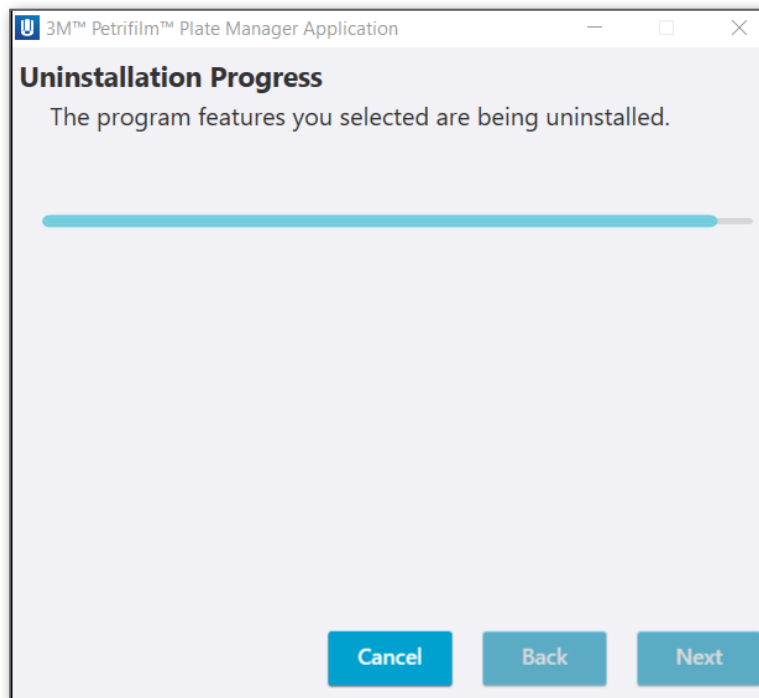 3M™ Petrifilm™ Plate Manager Application
Uninstallation Progress
The program features you selected are being uninstalled.
Cancel
Back
Next